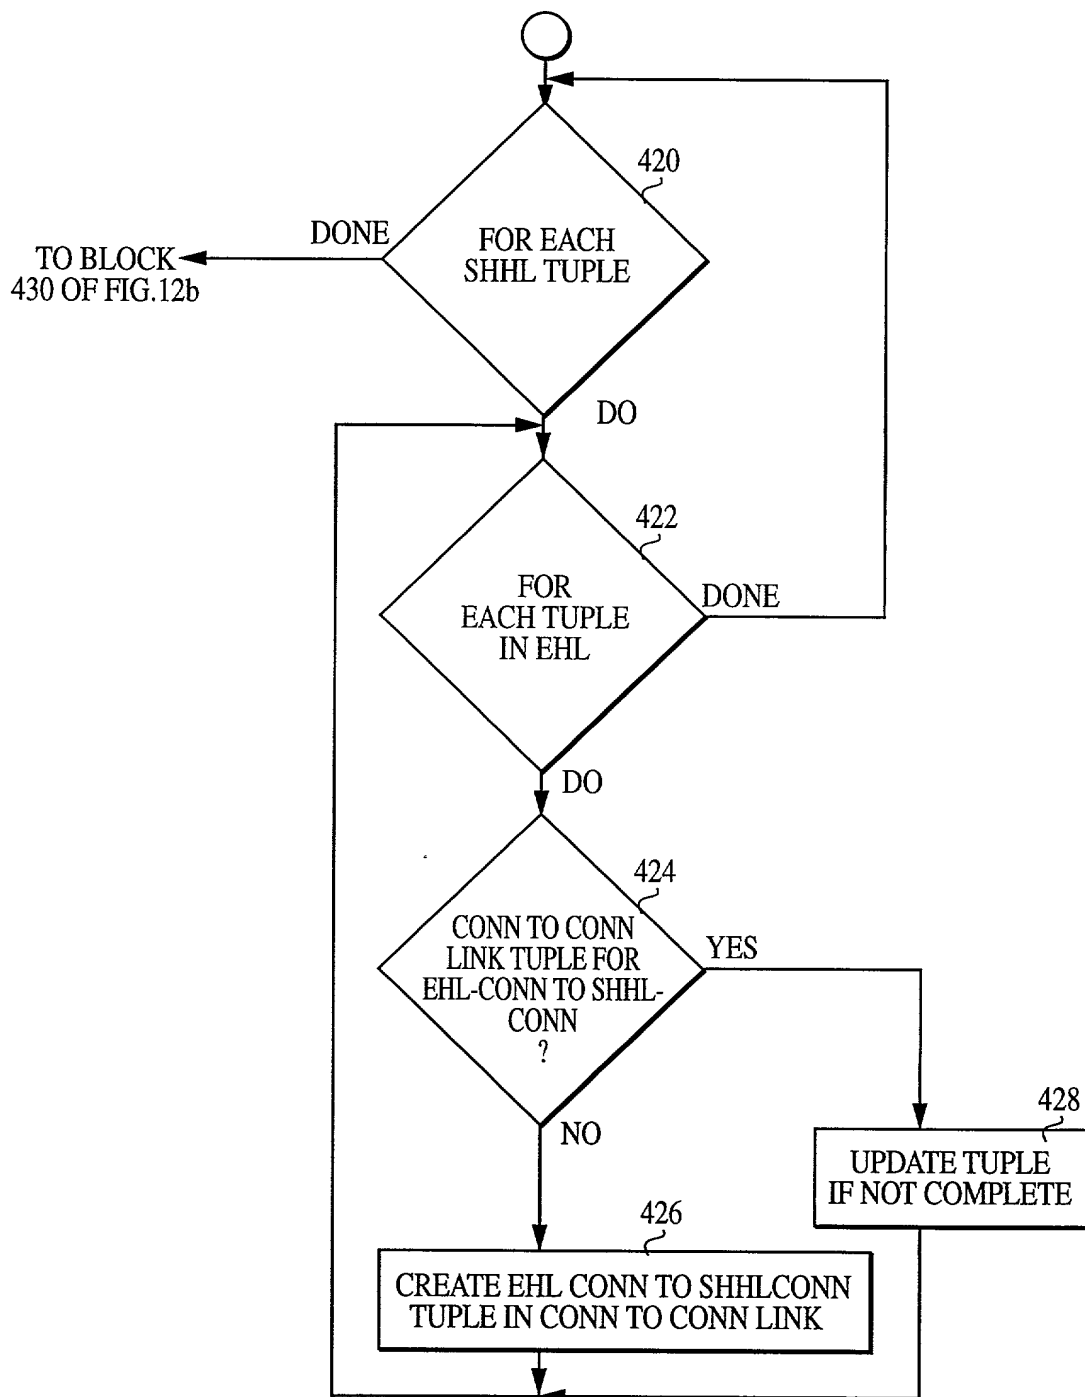 420
DONE
FOR EACH
SHHL TUPLE
TO BLOCK
430 OF FIG.12b
DO
422
FOR
EACH TUPLE
IN EHL
DONE
DO
424
CONN TO CONN
LINK TUPLE FOR
EHL-CONN TO SHHL-
CONN
?
YES
NO
428
UPDATE TUPLE
IF NOT COMPLETE
426
CREATE EHL CONN TO SHHLCONN
TUPLE IN CONN TO CONN LINK